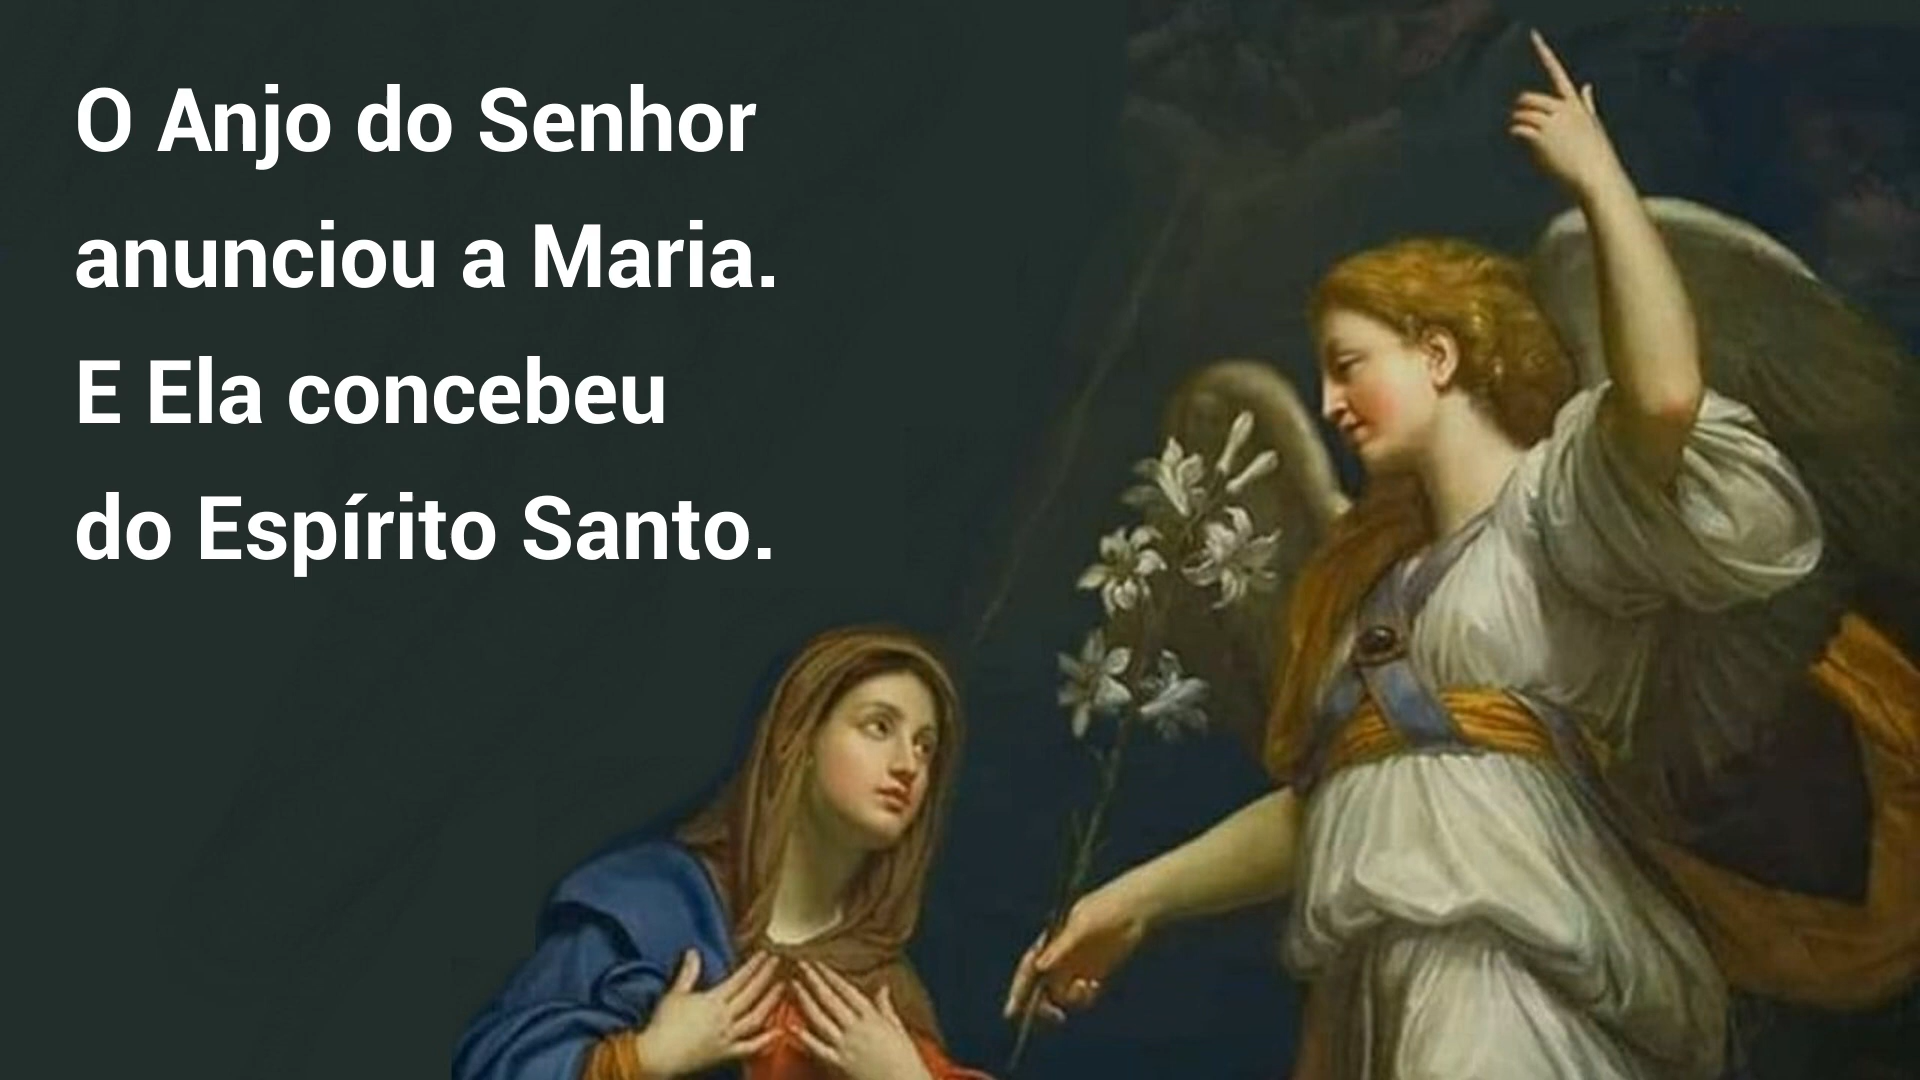 O Anjo do Senhor
anunciou a Maria.
E Ela concebeu
do Espírito Santo.